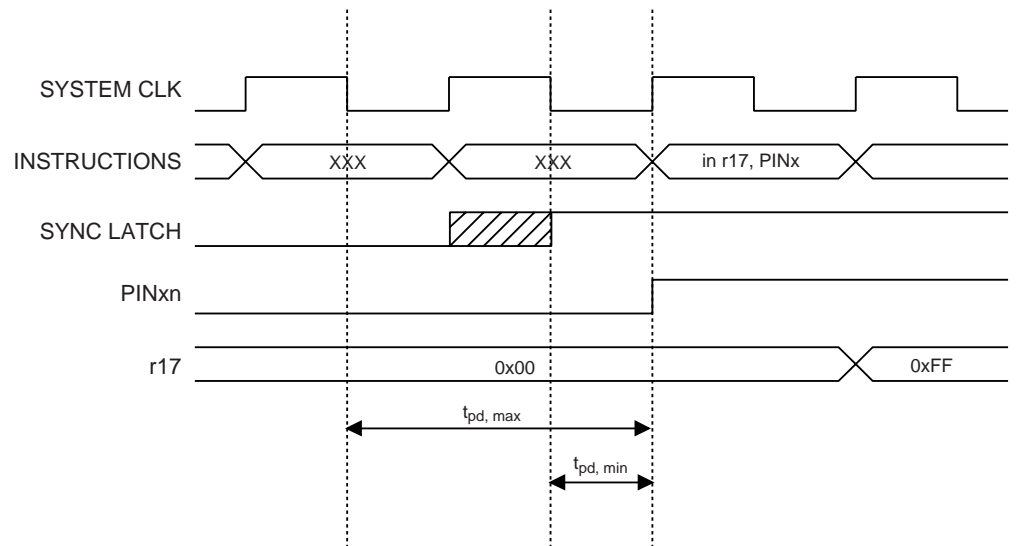 SYSTEM CLK
INSTRUCTIONS XXX XXX in r17, PINx
SYNC LATCH
PINxn
r17 0x00 0xFF
tpd, max
tpd, min